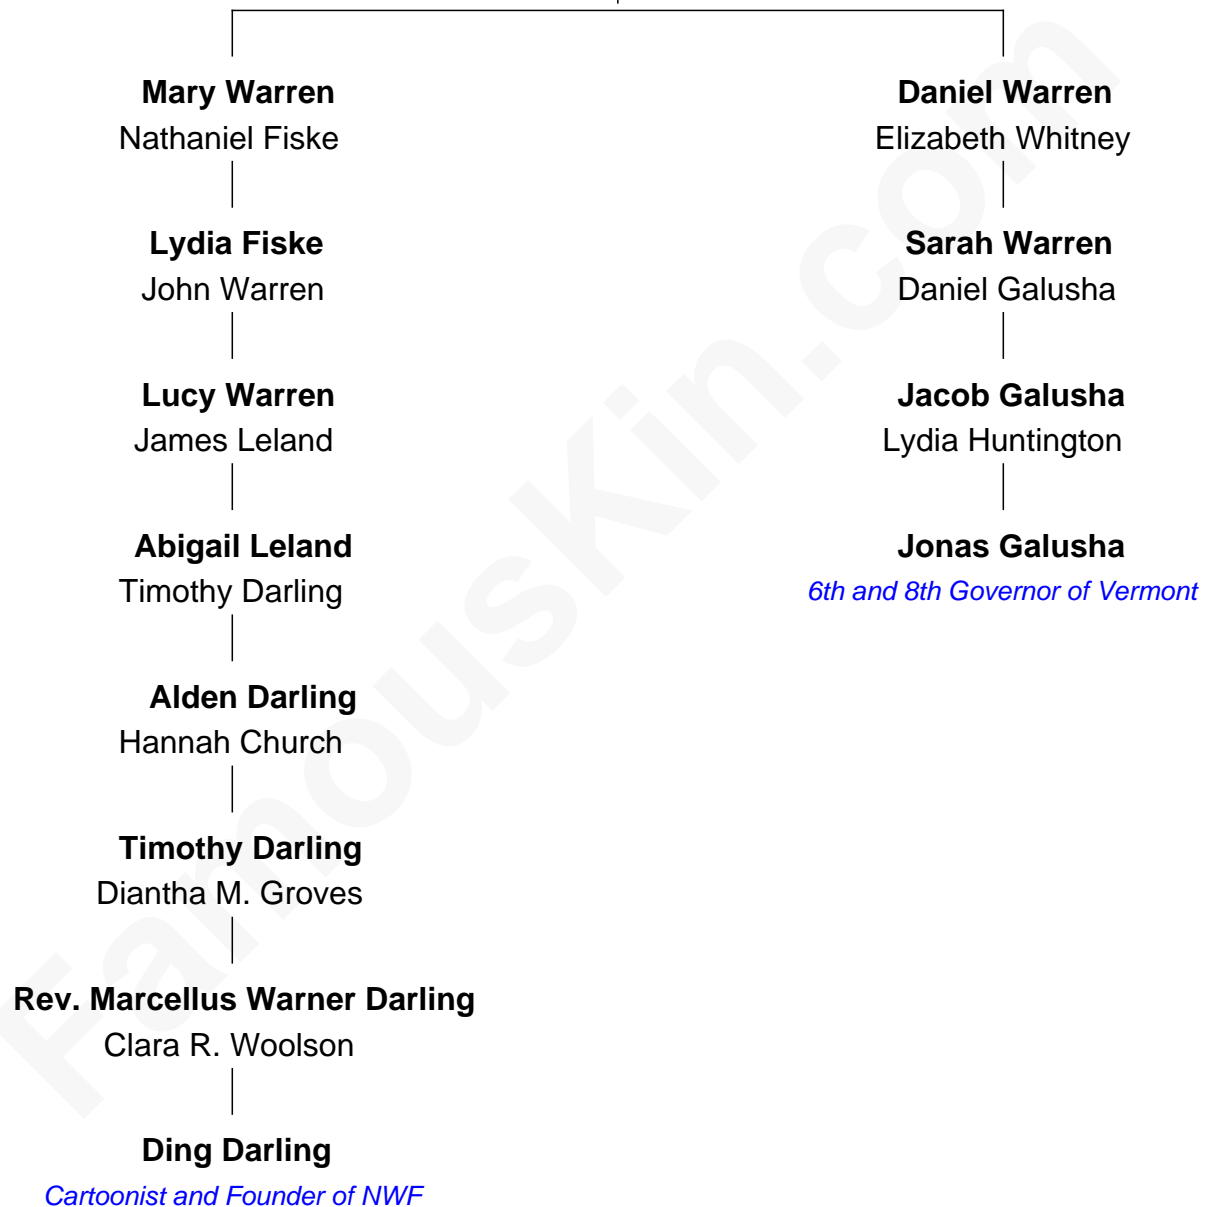 Mary Warren
Nathaniel Fiske
Lydia Fiske
John Warren
Lucy Warren
James Leland
Abigail Leland
Timothy Darling
Alden Darling
Hannah Church
Timothy Darling
Diantha M. Groves
Rev. Marcellus Warner Darling
Clara R. Woolson
Ding Darling
Cartoonist and Founder of NWF
Daniel Warren
Elizabeth Whitney
Sarah Warren
Daniel Galusha
Jacob Galusha
Lydia Huntington
Jonas Galusha
6th and 8th Governor of Vermont
FamousKin.com